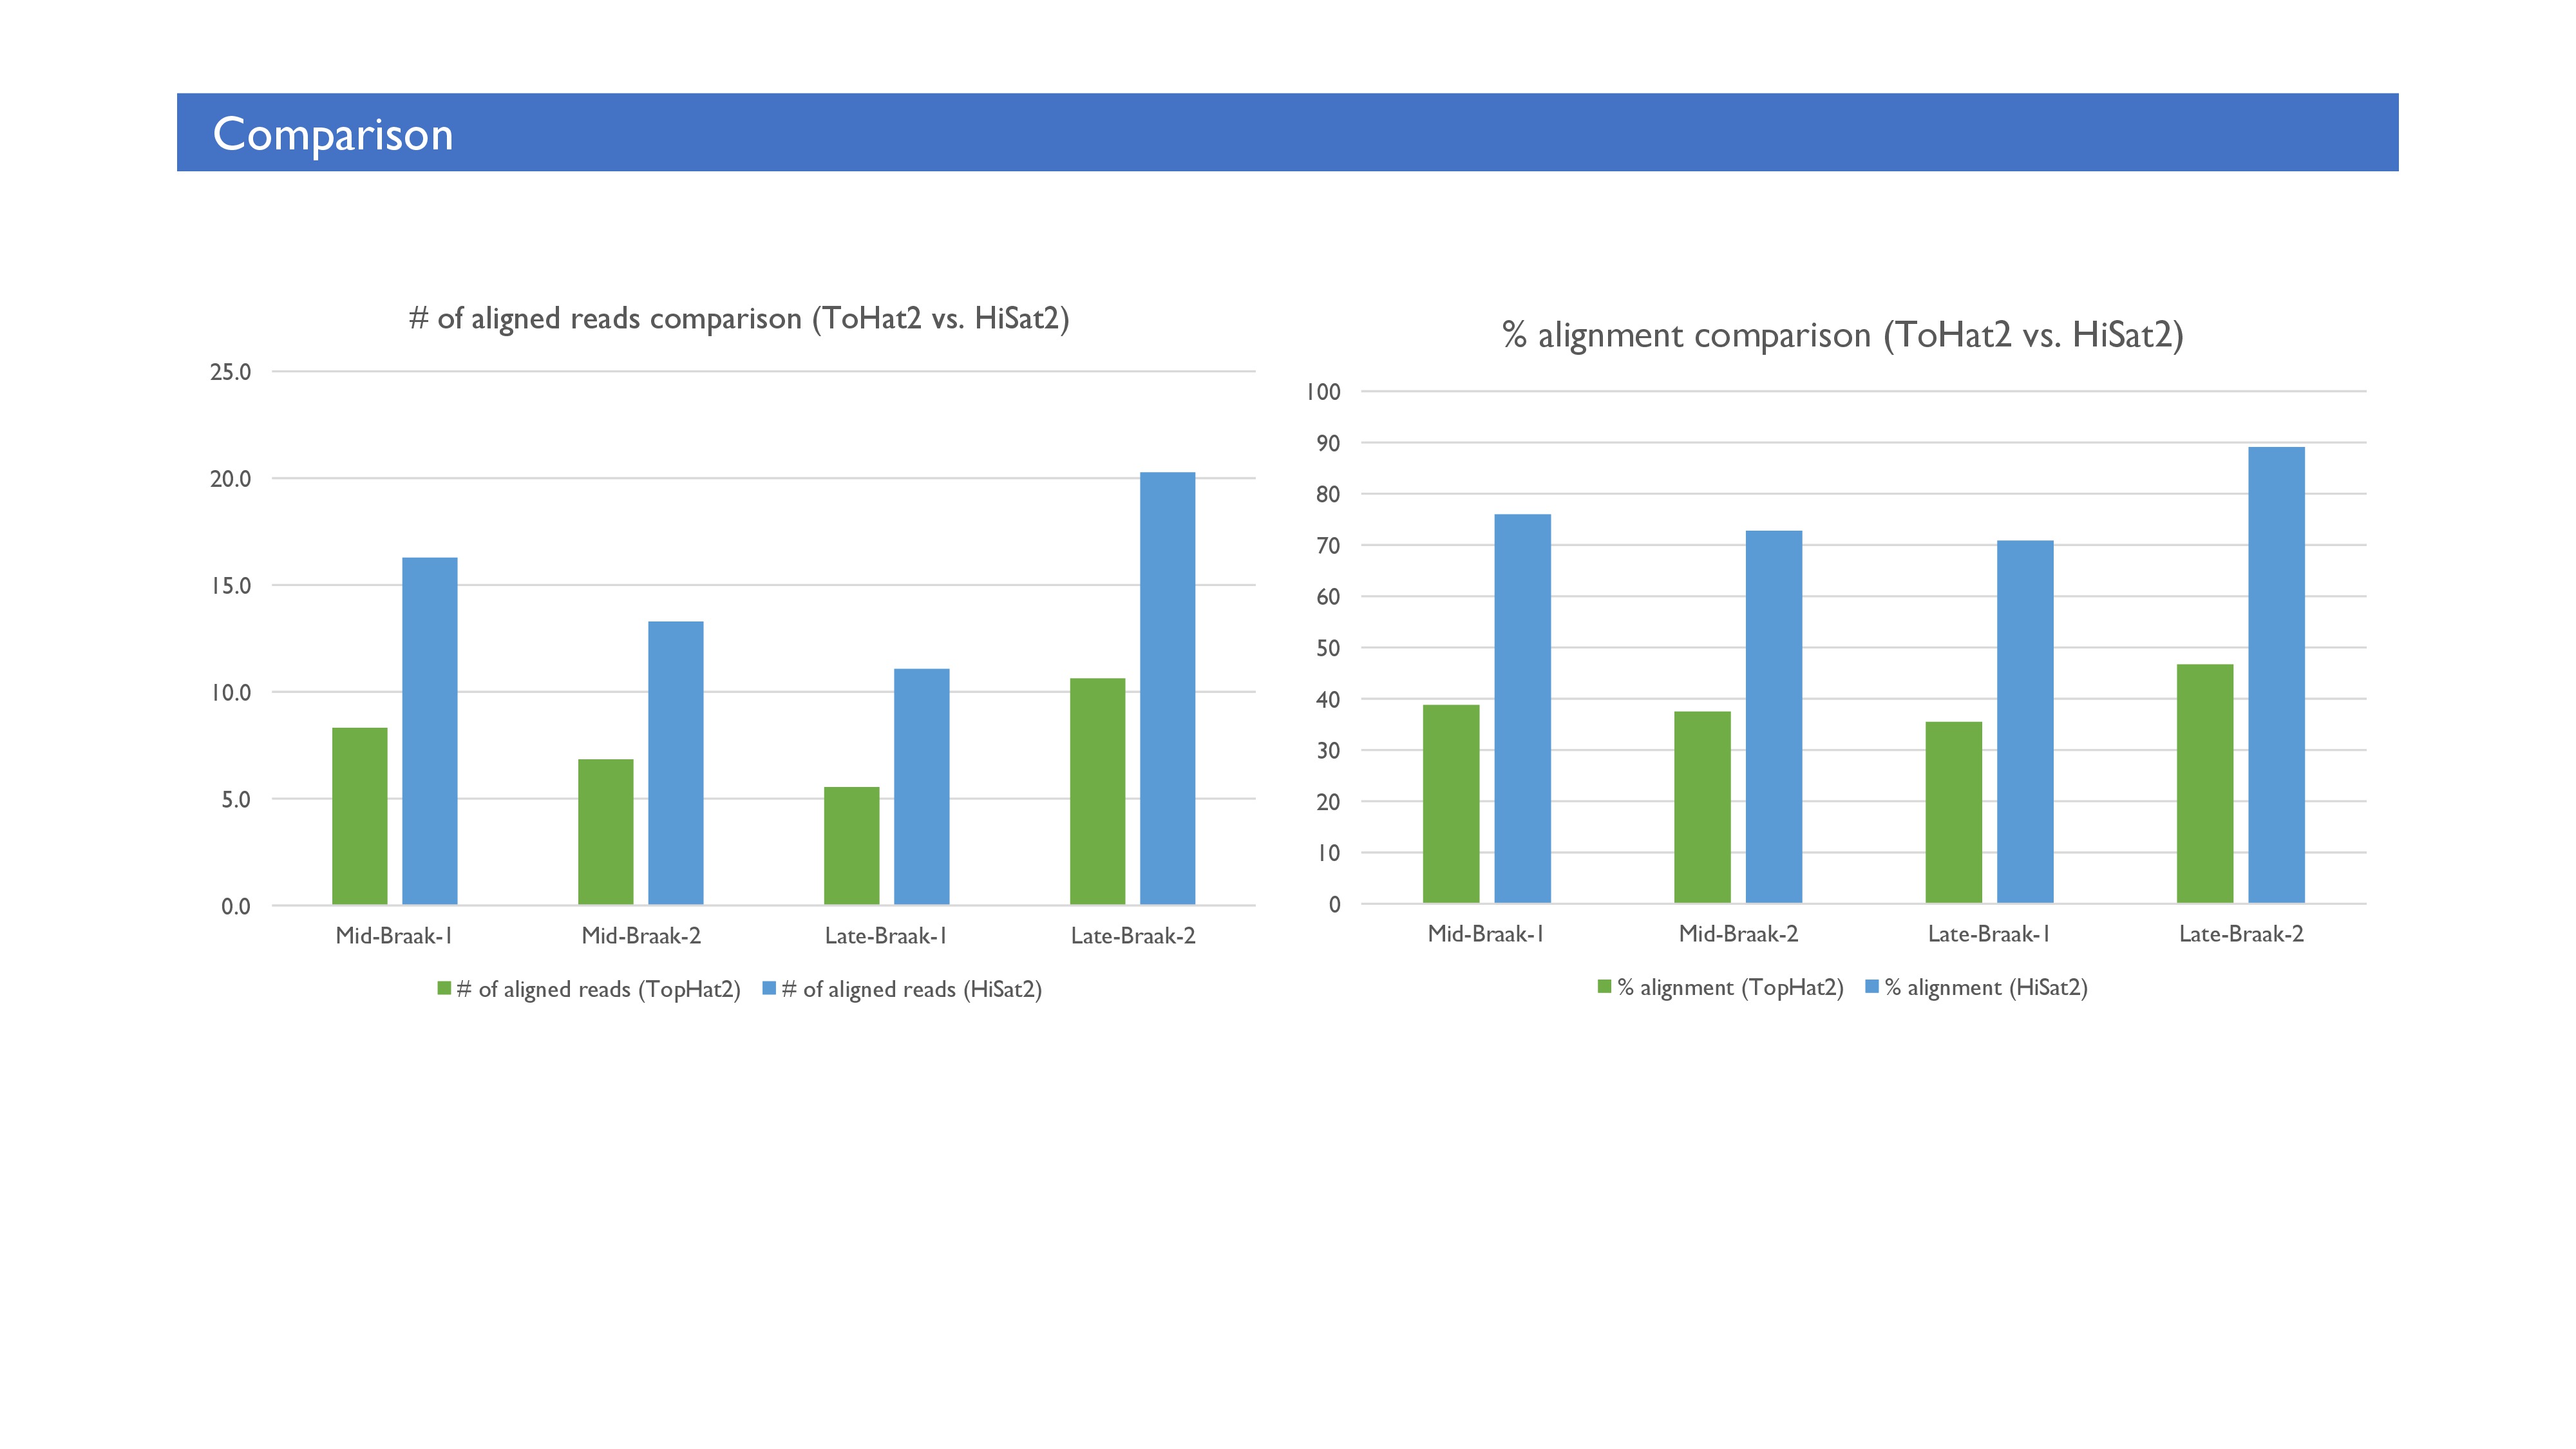 Comparison
# of aligned reads comparison (ToHat2 vs. HiSat2)
25.0
20.0
15.0
10.0
5.0
0.0
Mid-Braak-1 Mid-Braak-2 Late-Braak-1 Late-Braak-2
# of aligned reads (TopHat2) # of aligned reads (HiSat2)
% alignment comparison (ToHat2 vs. HiSat2)
100
90
80
70
60
50
40
30
20
10
0
Mid-Braak-1 Mid-Braak-2 Late-Braak-1 Late-Braak-2
% alignment (TopHat2) % alignment (HiSat2)